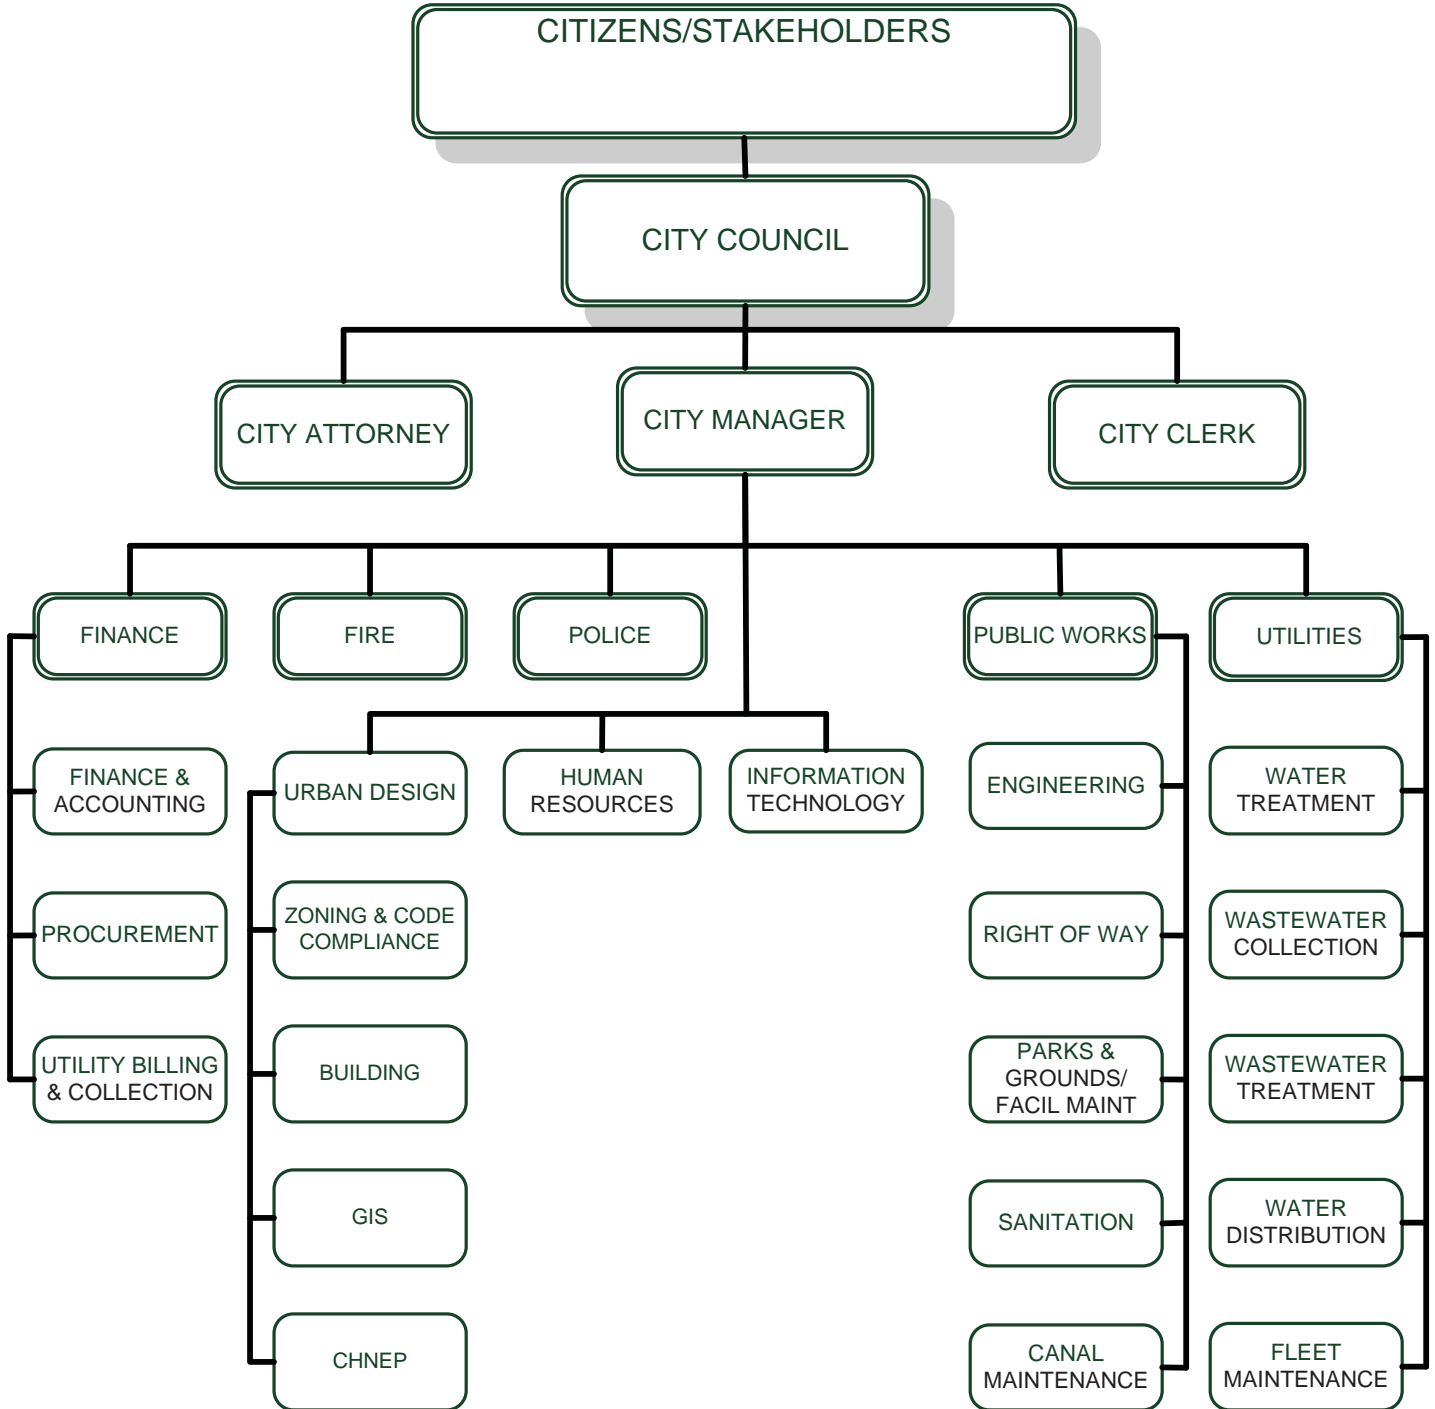 CITIZENS/STAKEHOLDERS
CITY COUNCIL
CITY ATTORNEY
CITY MANAGER
CITY CLERK
FINANCE
FIRE
POLICE
PUBLIC WORKS
UTILITIES
FINANCE &
ACCOUNTING
URBAN DESIGN
HUMAN
RESOURCES
INFORMATION
TECHNOLOGY
ENGINEERING
WATER
TREATMENT
PROCUREMENT
ZONING & CODE
COMPLIANCE
RIGHT OF WAY
WASTEWATER
COLLECTION
UTILITY BILLING
& COLLECTION
BUILDING
PARKS &
GROUNDS/
FACIL MAINT
WASTEWATER
TREATMENT
GIS
SANITATION
WATER
DISTRIBUTION
CHNEP
CANAL
MAINTENANCE
FLEET
MAINTENANCE